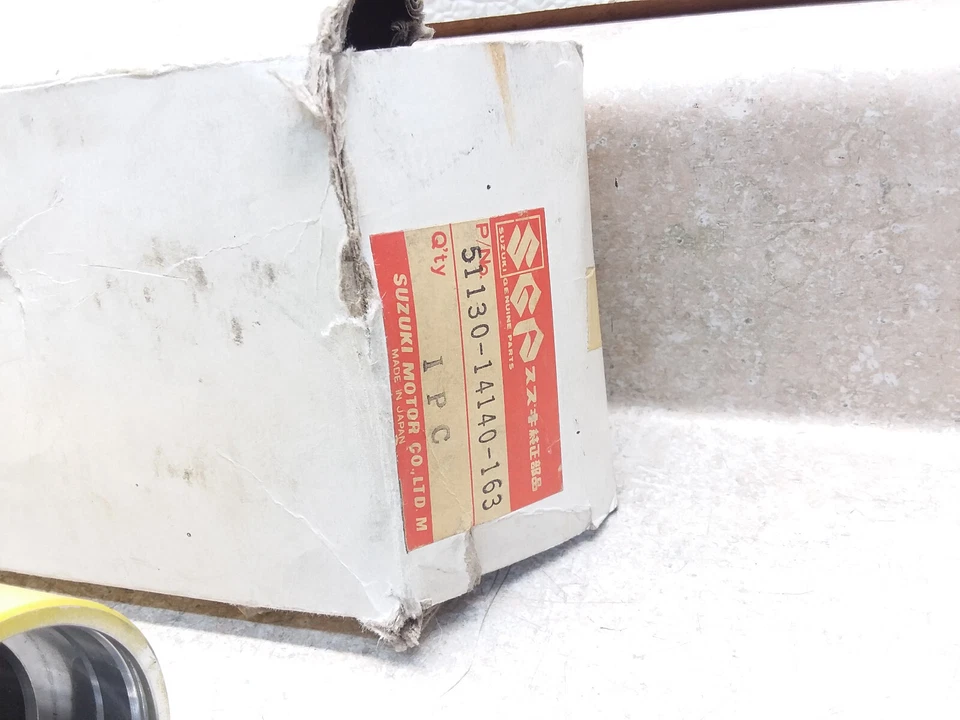 SGP スズキ純正部品
SUZUKI GENUINE PARTS
P/No.
51130-14140-163
Q'ty
1 PC
SUZUKI MOTOR CO.,LTD. M
MADE IN JAPAN